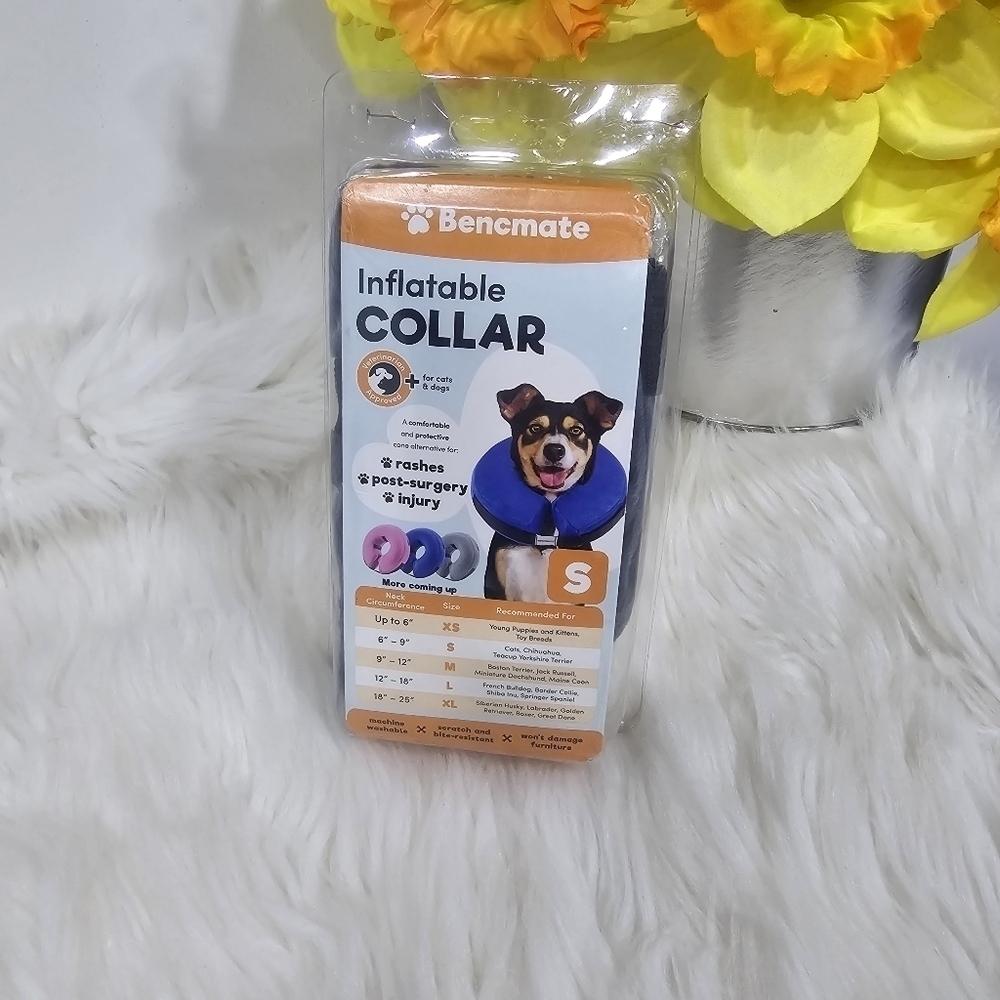 Bencmate
Inflatable
COLLAR
Veterinarian
Approved
+ for cats
& dogs
A comfortable
and protective
cone alternative for:
rashes
post-surgery
injury
More coming up
S
Neck
Circumference
Size
Recommended For
Up to 6"
XS
Young Puppies and Kittens,
Toy Breeds
6" – 9"
S
Cats, Chihuahua,
Teacup Yorkshire Terrier
9" – 12"
M
Boston Terrier, Jack Russell,
Miniature Dachshund, Maine Coon
12" – 18"
L
French Bulldog, Border Collie,
Shiba Inu, Springer Spaniel
18" – 25"
XL
Siberian Husky, Labrador, Golden
Retriever, Boxer, Great Dane
machine
washable
scratch and
bite-resistant
won't damage
furniture